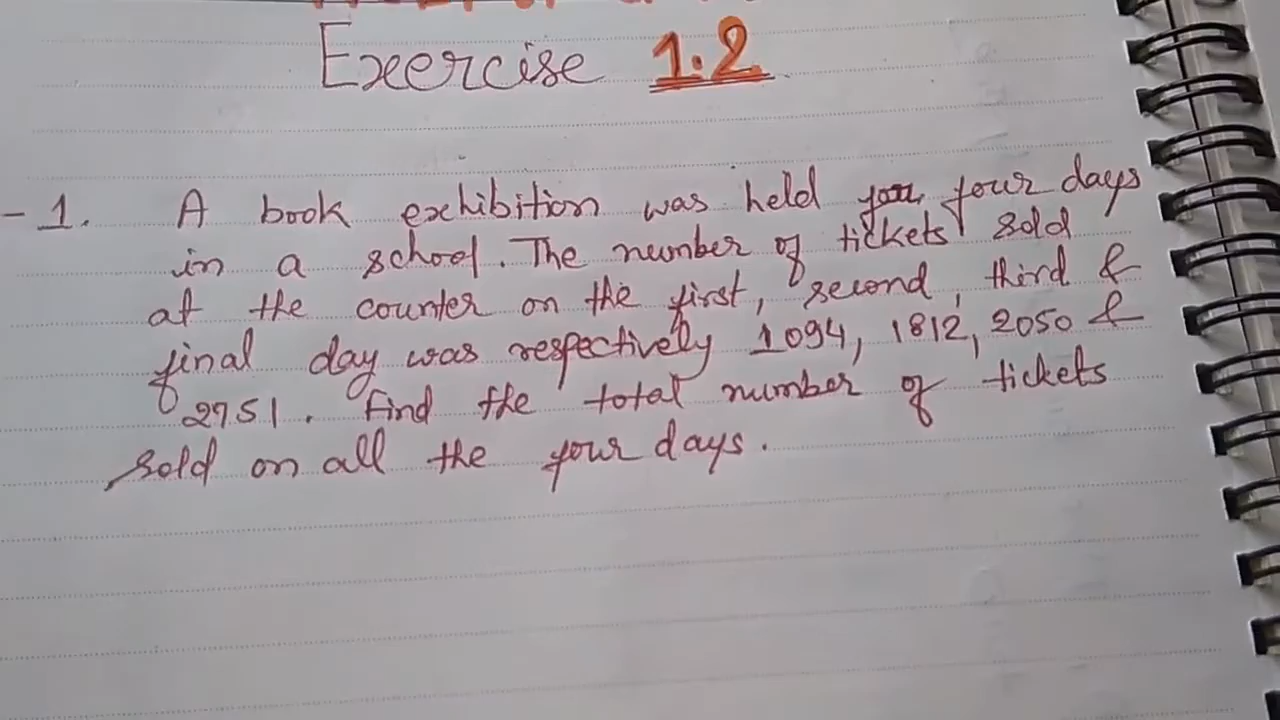 Exercise 1.2
- 1. A book exhibition was held four days
in a school. The number of tickets sold
at the counter on the first, second, third &
final day was respectively 1094, 1812, 2050 &
2751. Find the total number of tickets
sold on all the four days.